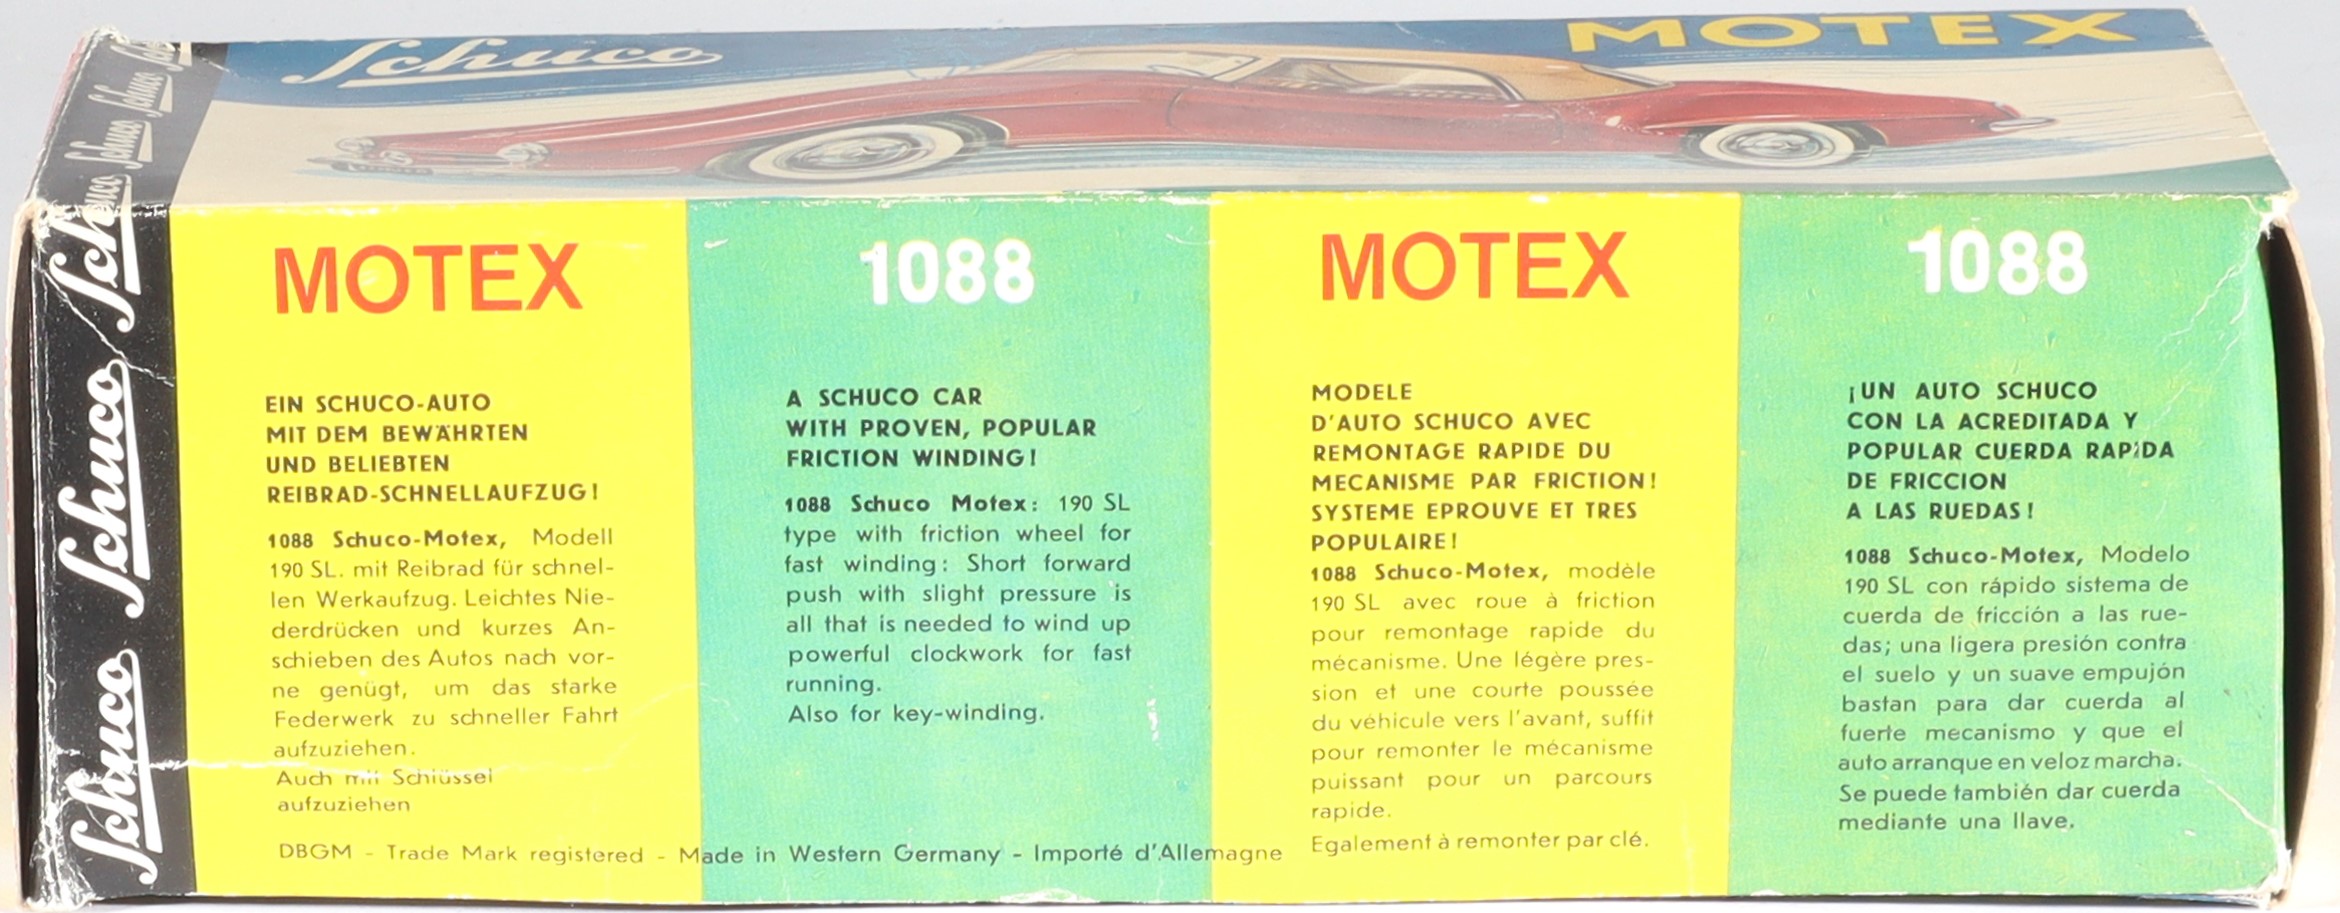 Schuco
MOTEX
Schuco Schuco Schuco
Schuco Schuco
MOTEX
EIN SCHUCO-AUTO
MIT DEM BEWÄHRTEN
UND BELIEBTEN
REIBRAD-SCHNELLAUFZUG!
1088 Schuco-Motex, Modell
190 SL. mit Reibrad für schnel-
len Werkaufzug. Leichtes Nie-
derdrücken und kurzes An-
schieben des Autos nach vor-
ne genügt, um das starke
Federwerk zu schneller Fahrt
aufzuziehen.
Auch mit Schlüssel
aufzuziehen
1088
A SCHUCO CAR
WITH PROVEN, POPULAR
FRICTION WINDING!
1088 Schuco Motex: 190 SL
type with friction wheel for
fast winding: Short forward
push with slight pressure is
all that is needed to wind up
powerful clockwork for fast
running.
Also for key-winding.
MOTEX
MODELE
D'AUTO SCHUCO AVEC
REMONTAGE RAPIDE DU
MECANISME PAR FRICTION!
SYSTEME EPROUVE ET TRES
POPULAIRE!
1088 Schuco-Motex, modèle
190 SL avec roue à friction
pour remontage rapide du
mécanisme. Une légère pres-
sion et une courte poussée
du véhicule vers l'avant, suffit
pour remonter le mécanisme
puissant pour un parcours
rapide.
Egalement à remonter par clé.
1088
¡UN AUTO SCHUCO
CON LA ACREDITADA Y
POPULAR CUERDA RAPIDA
DE FRICCION
A LAS RUEDAS!
1088 Schuco-Motex, Modelo
190 SL con rápido sistema de
cuerda de fricción a las rue-
das; una ligera presión contra
el suelo y un suave empujón
bastan para dar cuerda al
fuerte mecanismo y que el
auto arranque en veloz marcha.
Se puede también dar cuerda
mediante una llave.
DBGM - Trade Mark registered - Made in Western Germany - Importé d'Allemagne